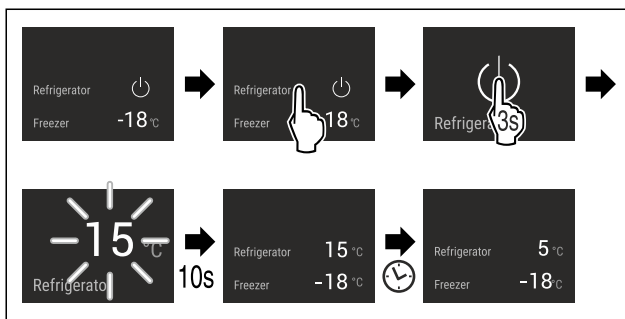 Refrigerator
Freezer -18 °C
Refrigerator
Freezer 18 °C
Refrigera
3s
15 °C
Refrigerato
10s
Refrigerator 15 °C
Freezer -18 °C
Refrigerator 5 °C
Freezer -18°C